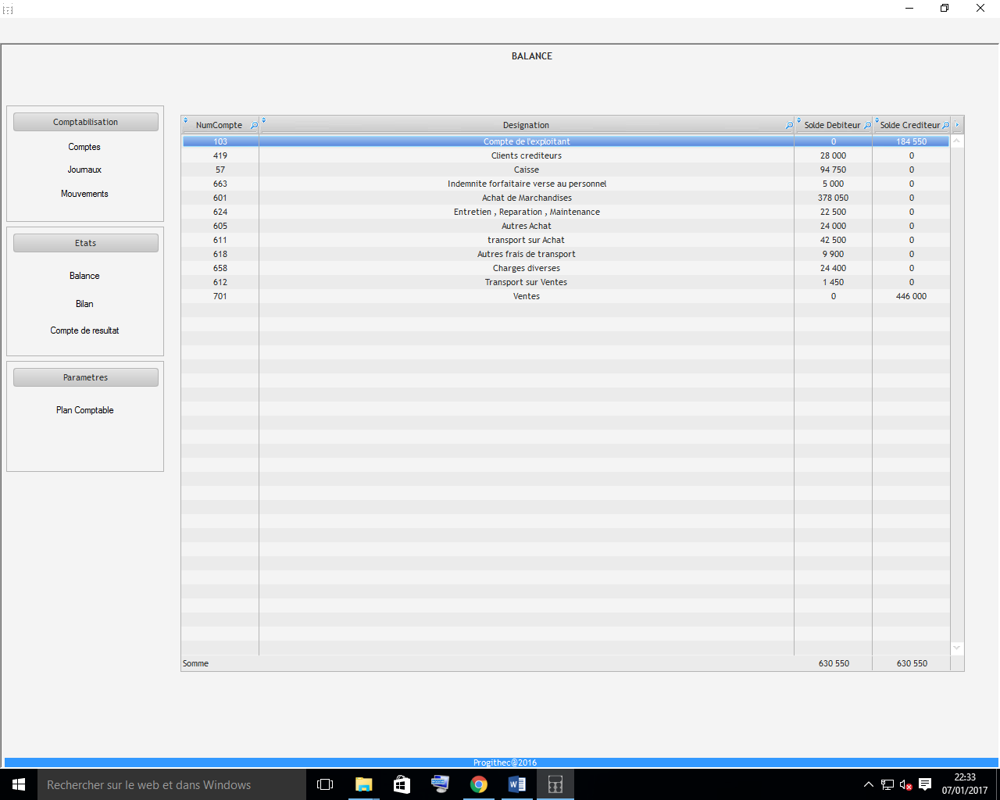 BALANCE
Comptabilisation
Comptes
Journaux
Mouvements
Etats
Balance
Bilan
Compte de resultat
Parametres
Plan Comptable
NumCompte Designation Solde Debiteur Solde Crediteur
103 Compte de l'exploitant 0 184 550
419 Clients crediteurs 28 000 0
57 Caisse 94 750 0
663 Indemnite forfaitaire verse au personnel 5 000 0
601 Achat de Marchandises 378 050 0
624 Entretien , Reparation , Maintenance 22 500 0
605 Autres Achat 24 000 0
611 transport sur Achat 42 500 0
618 Autres frais de transport 9 900 0
658 Charges diverses 24 400 0
612 Transport sur Ventes 1 450 0
701 Ventes 0 446 000
Somme 630 550 630 550
Progithec@2016
Rechercher sur le web et dans Windows
22:33
07/01/2017